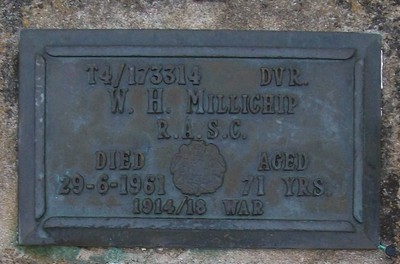 T4/173314 DVR.
W. H. MILLICHIP
R.A.S.C.
DIED AGED
29-6-1961 71 YRS.
1914/18 WAR